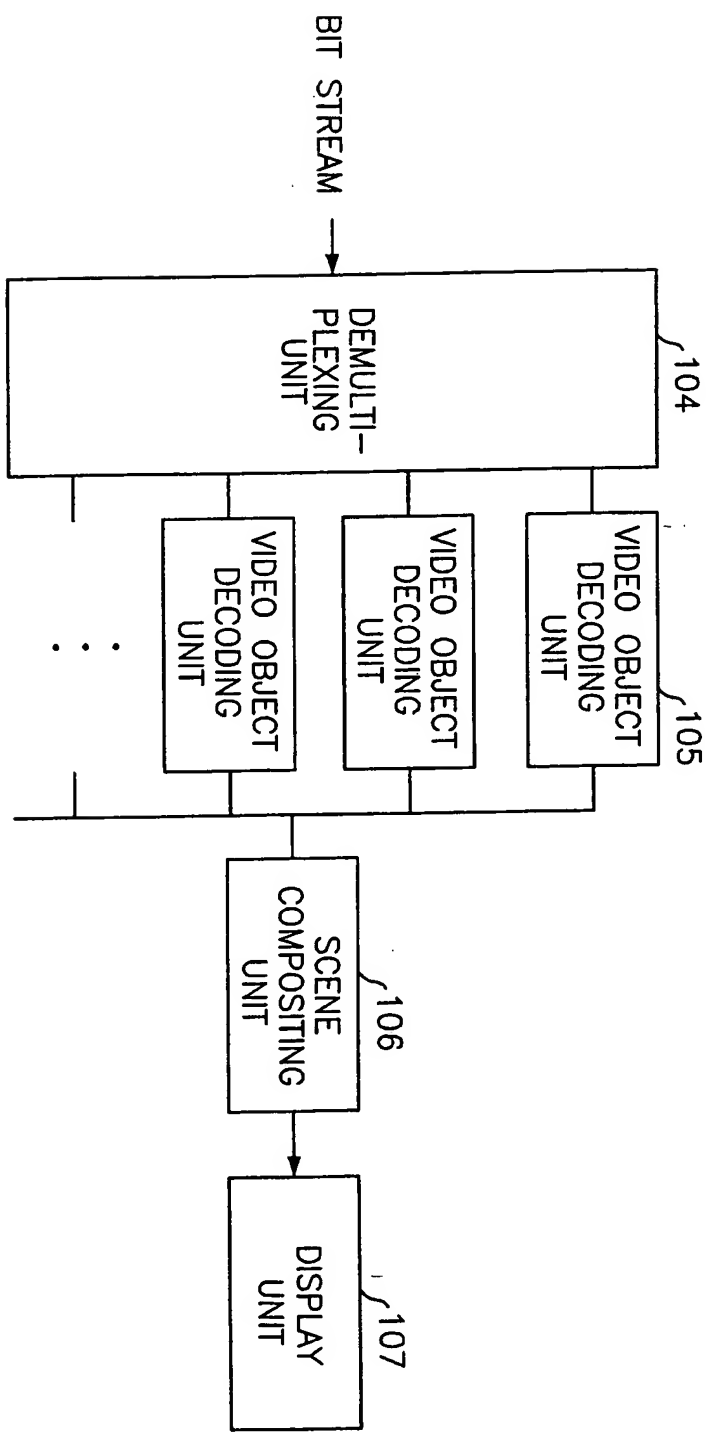 BIT STREAM
104
DEMULTI-
PLEXING
UNIT
105
VIDEO OBJECT
DECODING
UNIT
VIDEO OBJECT
DECODING
UNIT
VIDEO OBJECT
DECODING
UNIT
106
SCENE
COMPOSITING
UNIT
107
DISPLAY
UNIT